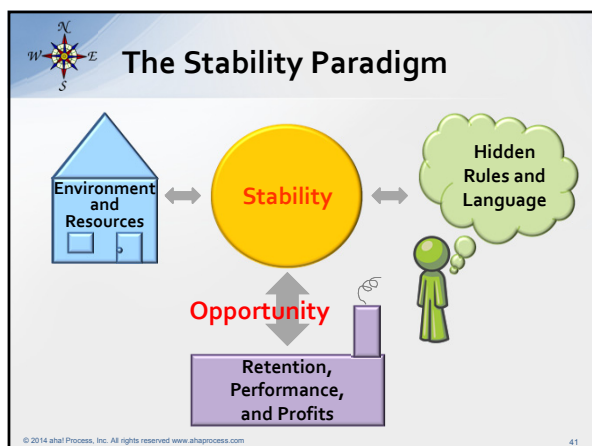 N
W E
S
The Stability Paradigm
Environment
and
Resources
Stability
Hidden
Rules and
Language
Opportunity
Retention,
Performance,
and Profits
© 2014 aha! Process, Inc. All rights reserved www.ahaprocess.com
41